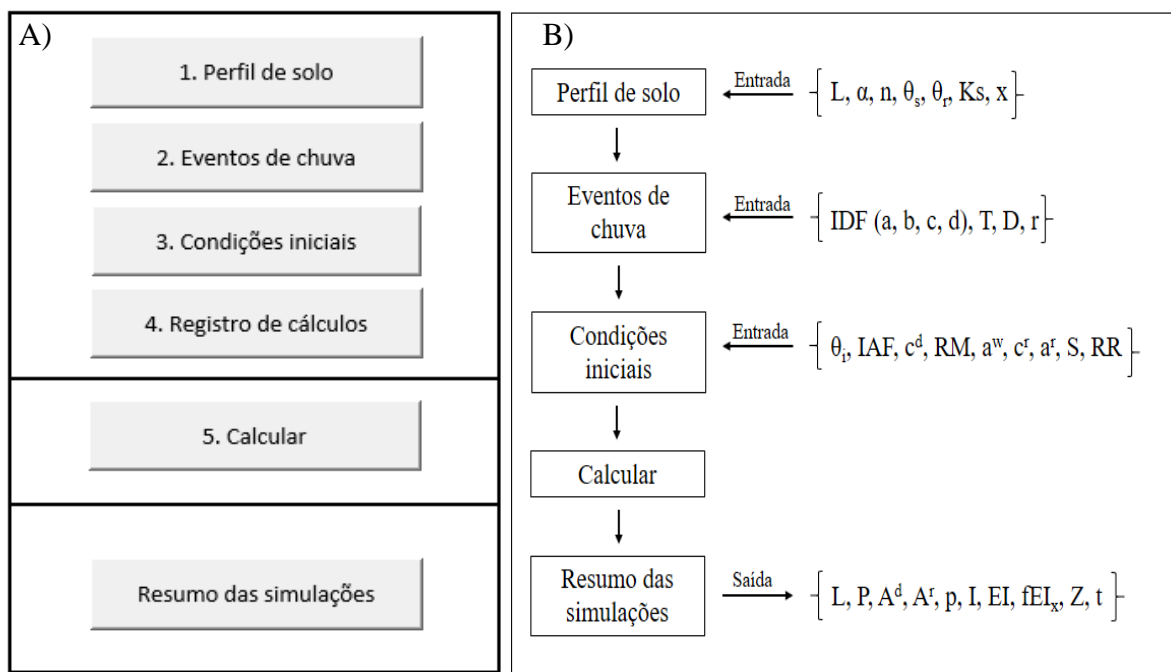 A)
1. Perfil de solo
2. Eventos de chuva
3. Condições iniciais
4. Registro de cálculos
5. Calcular
Resumo das simulações
B)
Perfil de solo
Entrada
{ L, α, n, θₛ, θᵣ, Ks, x }
Eventos de
chuva
Entrada
{ IDF (a, b, c, d), T, D, r }
Condições
iniciais
Entrada
{ θᵢ, IAF, cᵈ, RM, aʷ, cʳ, aʳ, S, RR }
Calcular
Resumo das
simulações
Saída
{ L, P, Aᵈ, Aʳ, p, I, EI, fEIₓ, Z, t }